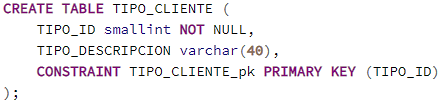 CREATE TABLE TIPO_CLIENTE (
    TIPO_ID smallint NOT NULL,
    TIPO_DESCRIPCION varchar(40),
    CONSTRAINT TIPO_CLIENTE_pk PRIMARY KEY (TIPO_ID)
);